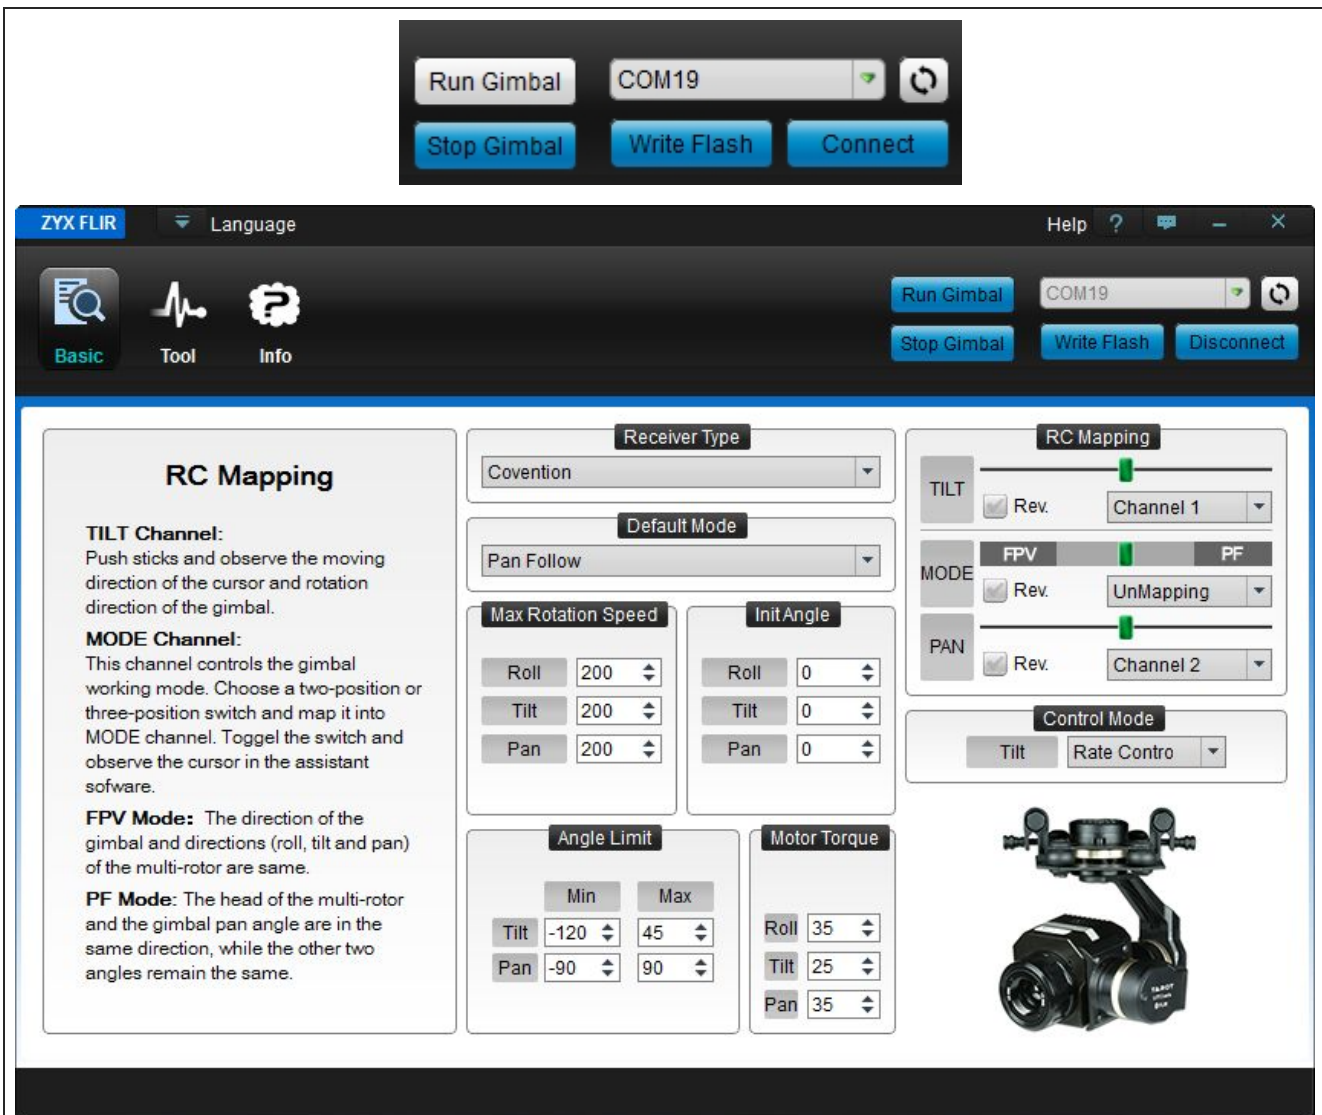 Run Gimbal COM19
Stop Gimbal Write Flash Connect
ZYX FLIR Language Help ?
Run Gimbal COM19
Stop Gimbal Write Flash Disconnect
Basic Tool Info
RC Mapping
TILT Channel:
Push sticks and observe the moving
direction of the cursor and rotation
direction of the gimbal.
MODE Channel:
This channel controls the gimbal
working mode. Choose a two-position or
three-position switch and map it into
MODE channel. Toggel the switch and
observe the cursor in the assistant
sofware.
FPV Mode: The direction of the
gimbal and directions (roll, tilt and pan)
of the multi-rotor are same.
PF Mode: The head of the multi-rotor
and the gimbal pan angle are in the
same direction, while the other two
angles remain the same.
Receiver Type
Covention
Default Mode
Pan Follow
Max Rotation Speed
Roll 200
Tilt 200
Pan 200
Init Angle
Roll 0
Tilt 0
Pan 0
Angle Limit
Min Max
Tilt -120 45
Pan -90 90
Motor Torque
Roll 35
Tilt 25
Pan 35
RC Mapping
TILT
Rev. Channel 1
FPV PF
MODE
Rev. UnMapping
PAN
Rev. Channel 2
Control Mode
Tilt Rate Contro
TAROT